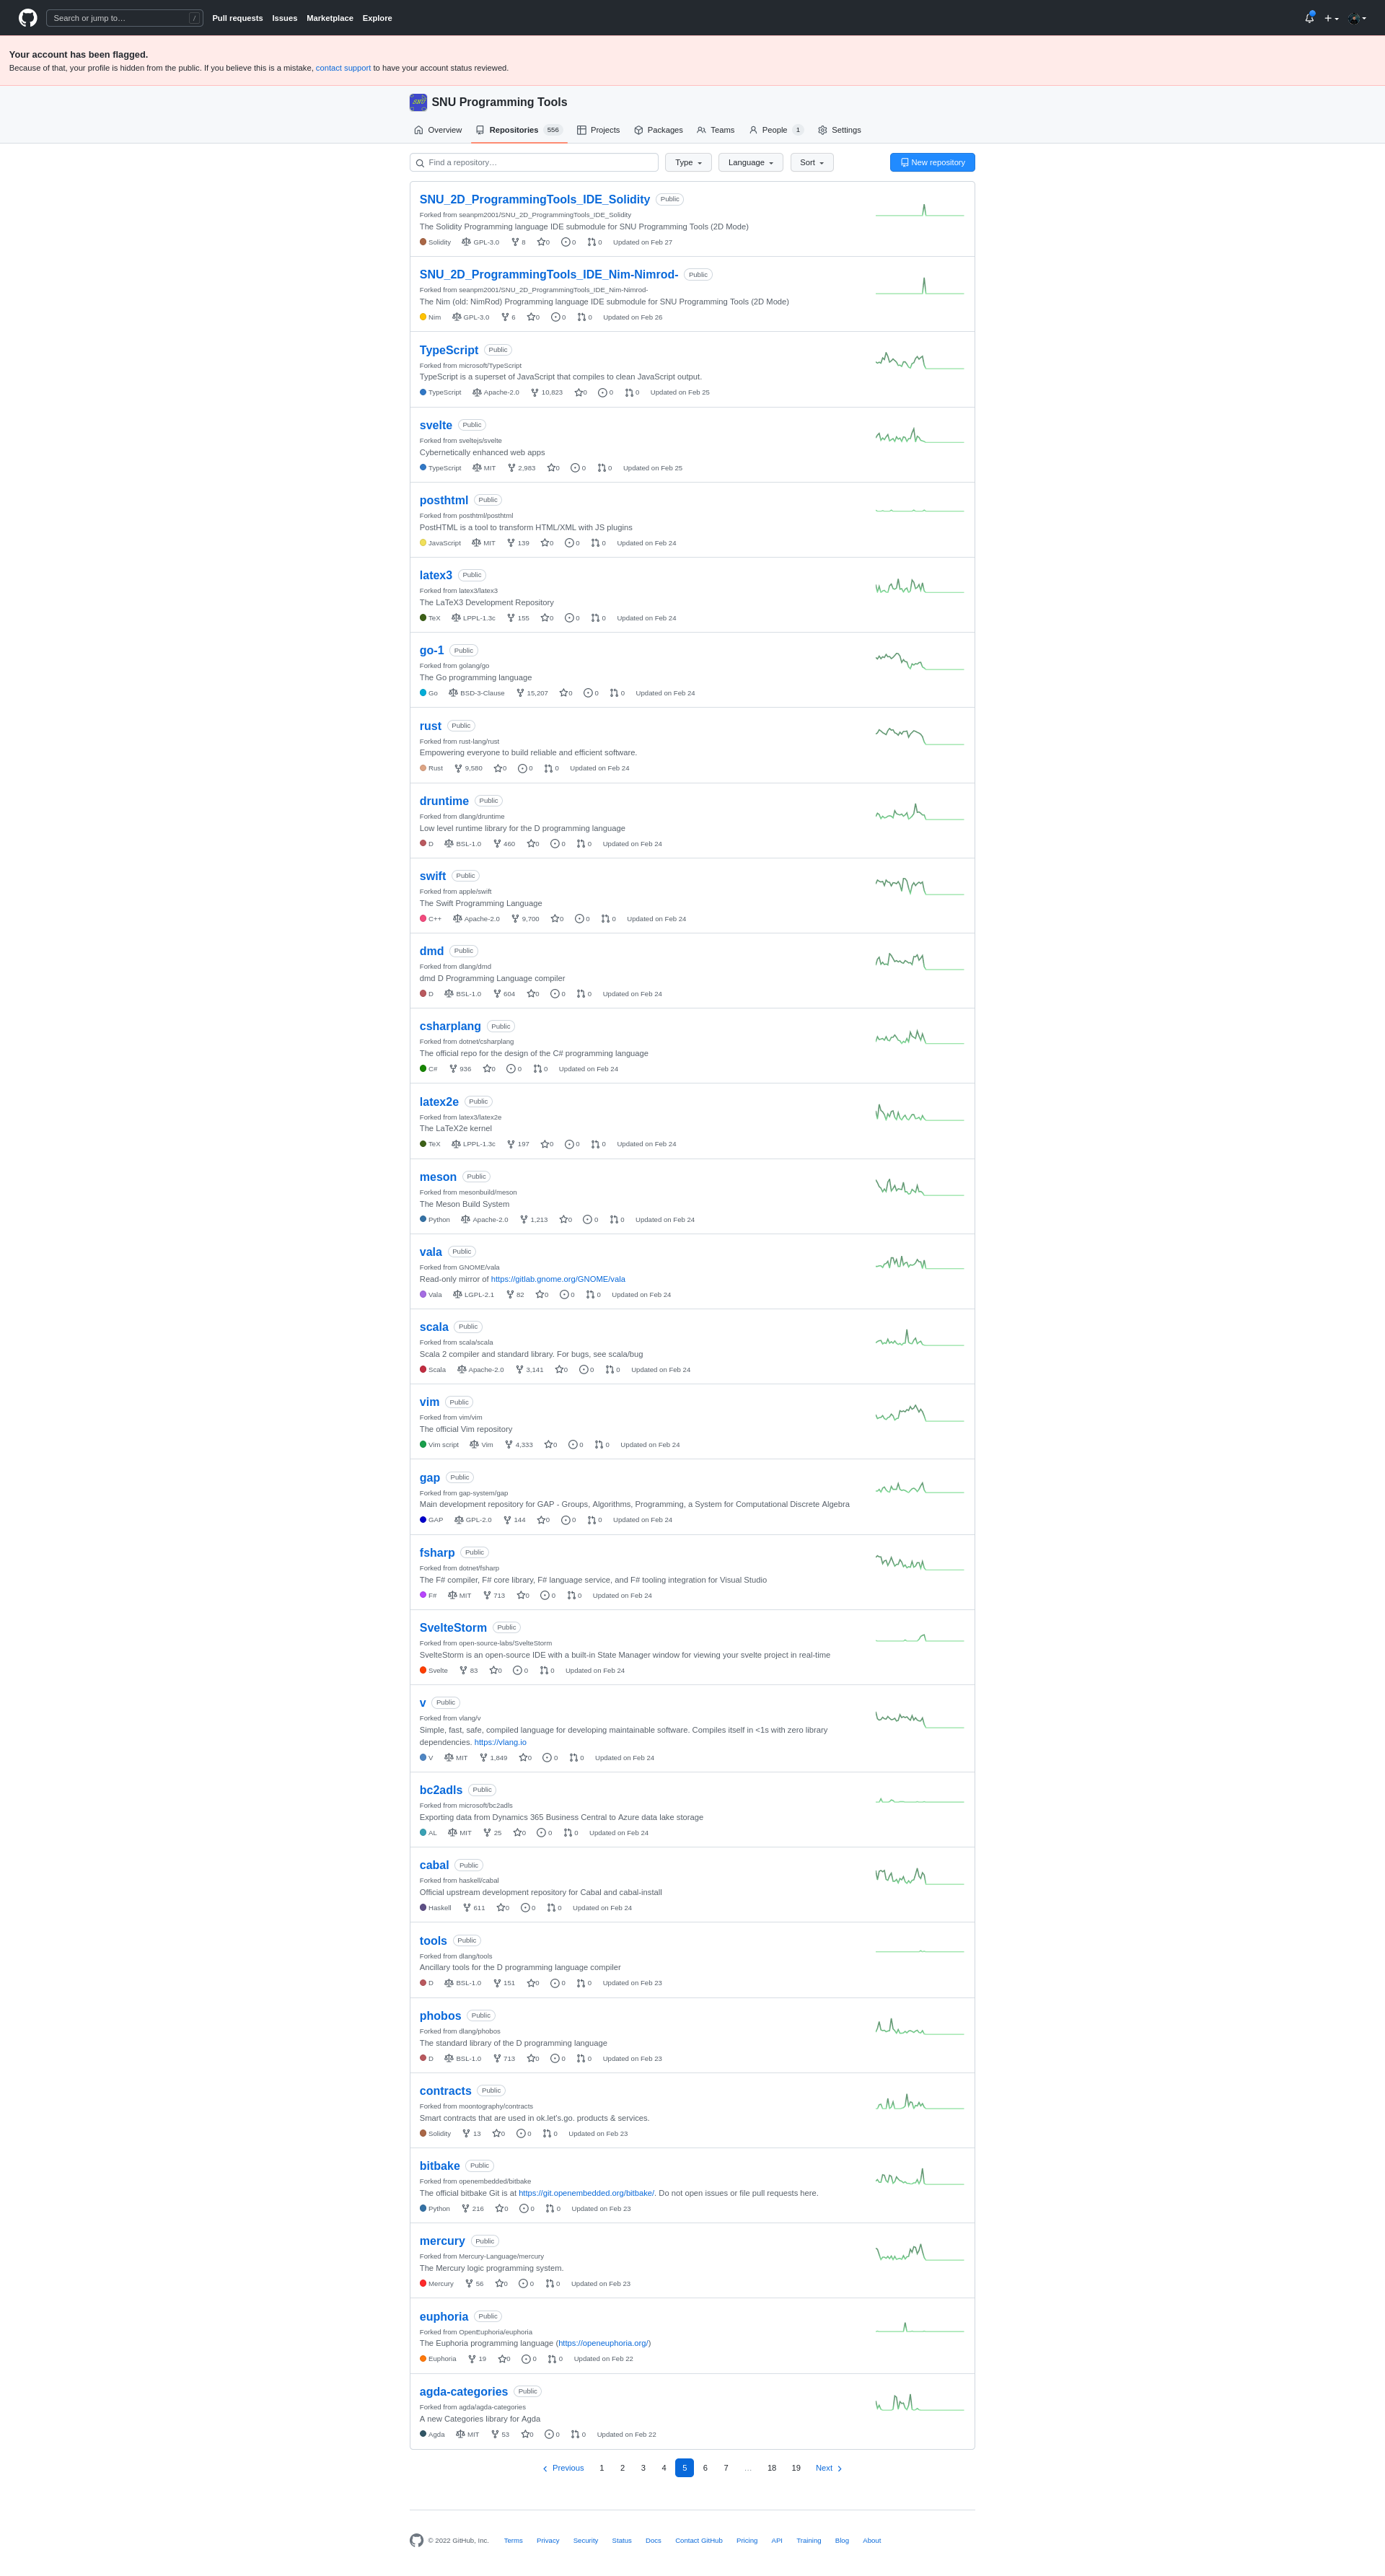 Search or jump to… /
Pull requests Issues Marketplace Explore
Your account has been flagged.
Because of that, your profile is hidden from the public. If you believe this is a mistake, contact support to have your account status reviewed.
SNU
SNU Programming Tools
Overview Repositories 556 Projects Packages Teams People 1 Settings
Find a repository… Type Language Sort New repository
SNU_2D_ProgrammingTools_IDE_Solidity Public
Forked from seanpm2001/SNU_2D_ProgrammingTools_IDE_Solidity
The Solidity Programming language IDE submodule for SNU Programming Tools (2D Mode)
Solidity GPL-3.0 8 0 0 0 Updated on Feb 27
SNU_2D_ProgrammingTools_IDE_Nim-Nimrod- Public
Forked from seanpm2001/SNU_2D_ProgrammingTools_IDE_Nim-Nimrod-
The Nim (old: NimRod) Programming language IDE submodule for SNU Programming Tools (2D Mode)
Nim GPL-3.0 6 0 0 0 Updated on Feb 26
TypeScript Public
Forked from microsoft/TypeScript
TypeScript is a superset of JavaScript that compiles to clean JavaScript output.
TypeScript Apache-2.0 10,823 0 0 0 Updated on Feb 25
svelte Public
Forked from sveltejs/svelte
Cybernetically enhanced web apps
TypeScript MIT 2,983 0 0 0 Updated on Feb 25
posthtml Public
Forked from posthtml/posthtml
PostHTML is a tool to transform HTML/XML with JS plugins
JavaScript MIT 139 0 0 0 Updated on Feb 24
latex3 Public
Forked from latex3/latex3
The LaTeX3 Development Repository
TeX LPPL-1.3c 155 0 0 0 Updated on Feb 24
go-1 Public
Forked from golang/go
The Go programming language
Go BSD-3-Clause 15,207 0 0 0 Updated on Feb 24
rust Public
Forked from rust-lang/rust
Empowering everyone to build reliable and efficient software.
Rust 9,580 0 0 0 Updated on Feb 24
druntime Public
Forked from dlang/druntime
Low level runtime library for the D programming language
D BSL-1.0 460 0 0 0 Updated on Feb 24
swift Public
Forked from apple/swift
The Swift Programming Language
C++ Apache-2.0 9,700 0 0 0 Updated on Feb 24
dmd Public
Forked from dlang/dmd
dmd D Programming Language compiler
D BSL-1.0 604 0 0 0 Updated on Feb 24
csharplang Public
Forked from dotnet/csharplang
The official repo for the design of the C# programming language
C# 936 0 0 0 Updated on Feb 24
latex2e Public
Forked from latex3/latex2e
The LaTeX2e kernel
TeX LPPL-1.3c 197 0 0 0 Updated on Feb 24
meson Public
Forked from mesonbuild/meson
The Meson Build System
Python Apache-2.0 1,213 0 0 0 Updated on Feb 24
vala Public
Forked from GNOME/vala
Read-only mirror of https://gitlab.gnome.org/GNOME/vala
Vala LGPL-2.1 82 0 0 0 Updated on Feb 24
scala Public
Forked from scala/scala
Scala 2 compiler and standard library. For bugs, see scala/bug
Scala Apache-2.0 3,141 0 0 0 Updated on Feb 24
vim Public
Forked from vim/vim
The official Vim repository
Vim script Vim 4,333 0 0 0 Updated on Feb 24
gap Public
Forked from gap-system/gap
Main development repository for GAP - Groups, Algorithms, Programming, a System for Computational Discrete Algebra
GAP GPL-2.0 144 0 0 0 Updated on Feb 24
fsharp Public
Forked from dotnet/fsharp
The F# compiler, F# core library, F# language service, and F# tooling integration for Visual Studio
F# MIT 713 0 0 0 Updated on Feb 24
SvelteStorm Public
Forked from open-source-labs/SvelteStorm
SvelteStorm is an open-source IDE with a built-in State Manager window for viewing your svelte project in real-time
Svelte 83 0 0 0 Updated on Feb 24
v Public
Forked from vlang/v
Simple, fast, safe, compiled language for developing maintainable software. Compiles itself in <1s with zero library
dependencies. https://vlang.io
V MIT 1,849 0 0 0 Updated on Feb 24
bc2adls Public
Forked from microsoft/bc2adls
Exporting data from Dynamics 365 Business Central to Azure data lake storage
AL MIT 25 0 0 0 Updated on Feb 24
cabal Public
Forked from haskell/cabal
Official upstream development repository for Cabal and cabal-install
Haskell 611 0 0 0 Updated on Feb 24
tools Public
Forked from dlang/tools
Ancillary tools for the D programming language compiler
D BSL-1.0 151 0 0 0 Updated on Feb 23
phobos Public
Forked from dlang/phobos
The standard library of the D programming language
D BSL-1.0 713 0 0 0 Updated on Feb 23
contracts Public
Forked from moontography/contracts
Smart contracts that are used in ok.let's.go. products & services.
Solidity 13 0 0 0 Updated on Feb 23
bitbake Public
Forked from openembedded/bitbake
The official bitbake Git is at https://git.openembedded.org/bitbake/. Do not open issues or file pull requests here.
Python 216 0 0 0 Updated on Feb 23
mercury Public
Forked from Mercury-Language/mercury
The Mercury logic programming system.
Mercury 56 0 0 0 Updated on Feb 23
euphoria Public
Forked from OpenEuphoria/euphoria
The Euphoria programming language (https://openeuphoria.org/)
Euphoria 19 0 0 0 Updated on Feb 22
agda-categories Public
Forked from agda/agda-categories
A new Categories library for Agda
Agda MIT 53 0 0 0 Updated on Feb 22
Previous 1 2 3 4 5 6 7 … 18 19 Next
© 2022 GitHub, Inc. Terms Privacy Security Status Docs Contact GitHub Pricing API Training Blog About